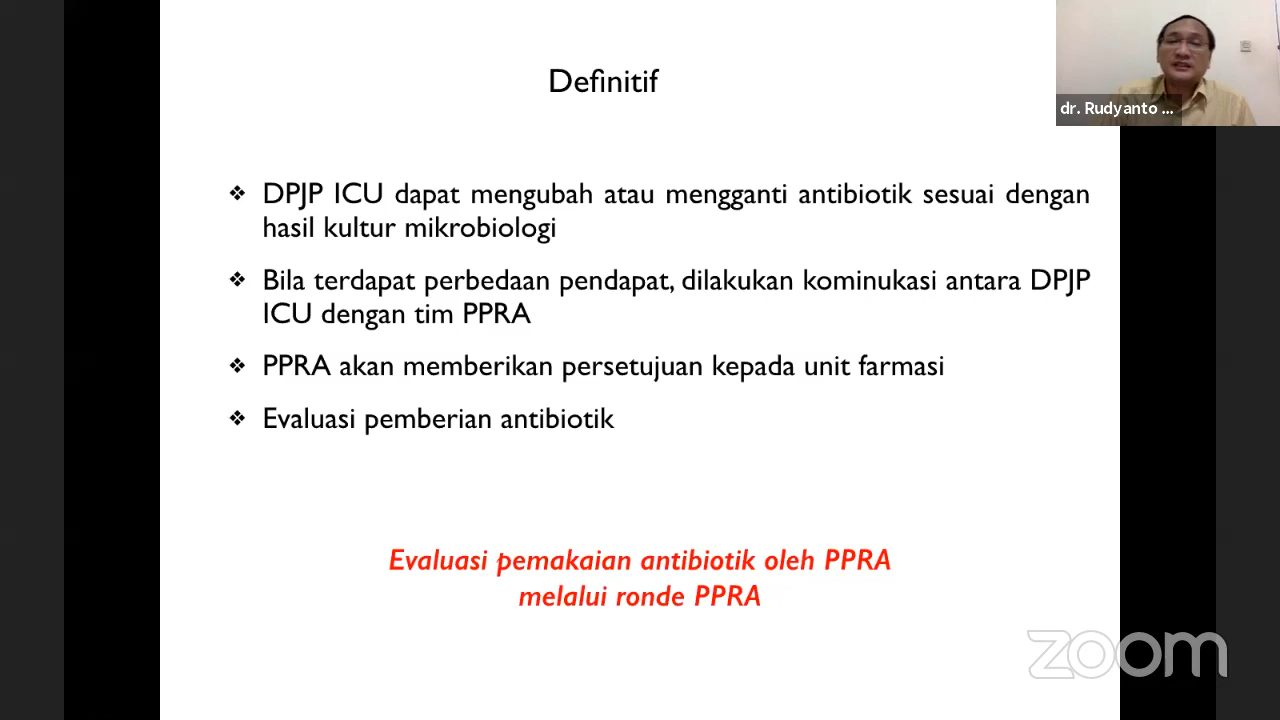 Definitif
dr. Rudyanto ...
❖ DPJP ICU dapat mengubah atau mengganti antibiotik sesuai dengan
hasil kultur mikrobiologi
❖ Bila terdapat perbedaan pendapat, dilakukan kominukasi antara DPJP
ICU dengan tim PPRA
❖ PPRA akan memberikan persetujuan kepada unit farmasi
❖ Evaluasi pemberian antibiotik
Evaluasi pemakaian antibiotik oleh PPRA
melalui ronde PPRA
zoom